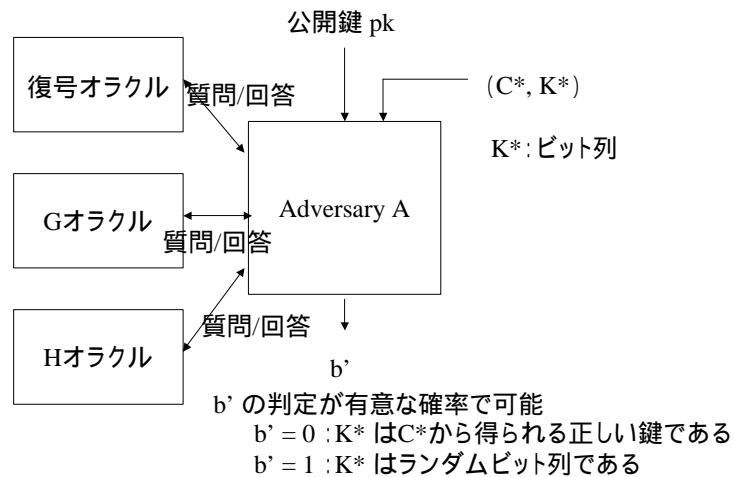 公開鍵 pk
復号オラクル
質問/回答
(C*, K*)
K*:ビット列
Gオラクル
質問/回答
Adversary A
Hオラクル
質問/回答
b’
b’ の判定が有意な確率で可能
b’ = 0 :K* はC*から得られる正しい鍵である
b’ = 1 :K* はランダムビット列である